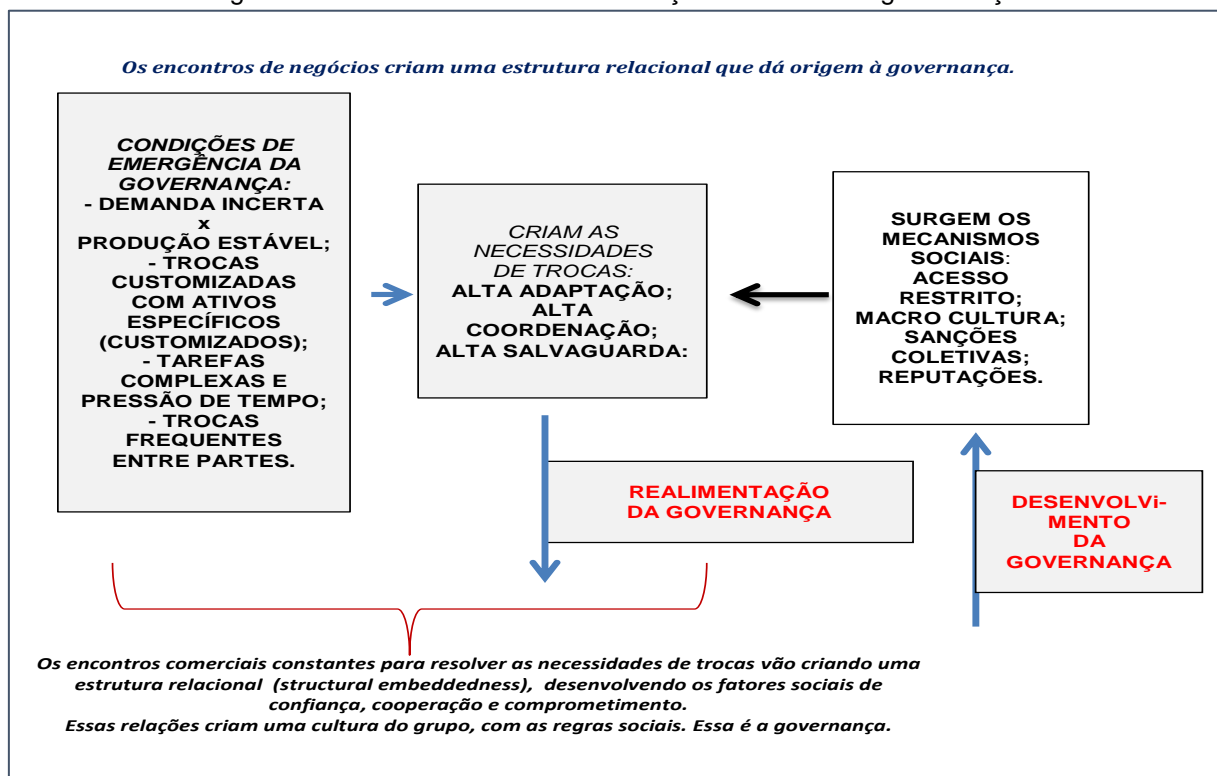 Os encontros de negócios criam uma estrutura relacional que dá origem à governança.
CONDIÇÕES DE
EMERGÊNCIA DA
GOVERNANÇA:
- DEMANDA INCERTA
x
PRODUÇÃO ESTÁVEL;
- TROCAS
CUSTOMIZADAS
COM ATIVOS
ESPECÍFICOS
(CUSTOMIZADOS);
- TAREFAS
COMPLEXAS E
PRESSÃO DE TEMPO;
- TROCAS
FREQUENTES
ENTRE PARTES.
CRIAM AS
NECESSIDADES
DE TROCAS:
ALTA ADAPTAÇÃO;
ALTA
COORDENAÇÃO;
ALTA SALVAGUARDA:
SURGEM OS
MECANISMOS
SOCIAIS:
ACESSO
RESTRITO;
MACRO CULTURA;
SANÇÕES
COLETIVAS;
REPUTAÇÕES.
REALIMENTAÇÃO
DA GOVERNANÇA
DESENVOLVi-
MENTO
DA
GOVERNANÇA
Os encontros comerciais constantes para resolver as necessidades de trocas vão criando uma
estrutura relacional (structural embeddedness), desenvolvendo os fatores sociais de
confiança, cooperação e comprometimento.
Essas relações criam uma cultura do grupo, com as regras sociais. Essa é a governança.